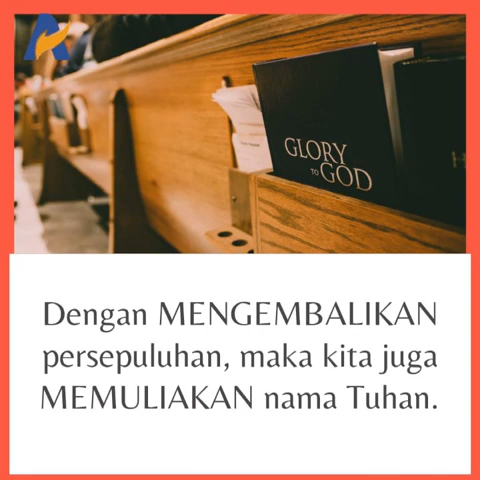 GLORY
TO GOD
Dengan MENGEMBALIKAN
persepuluhan, maka kita juga
MEMULIAKAN nama Tuhan.